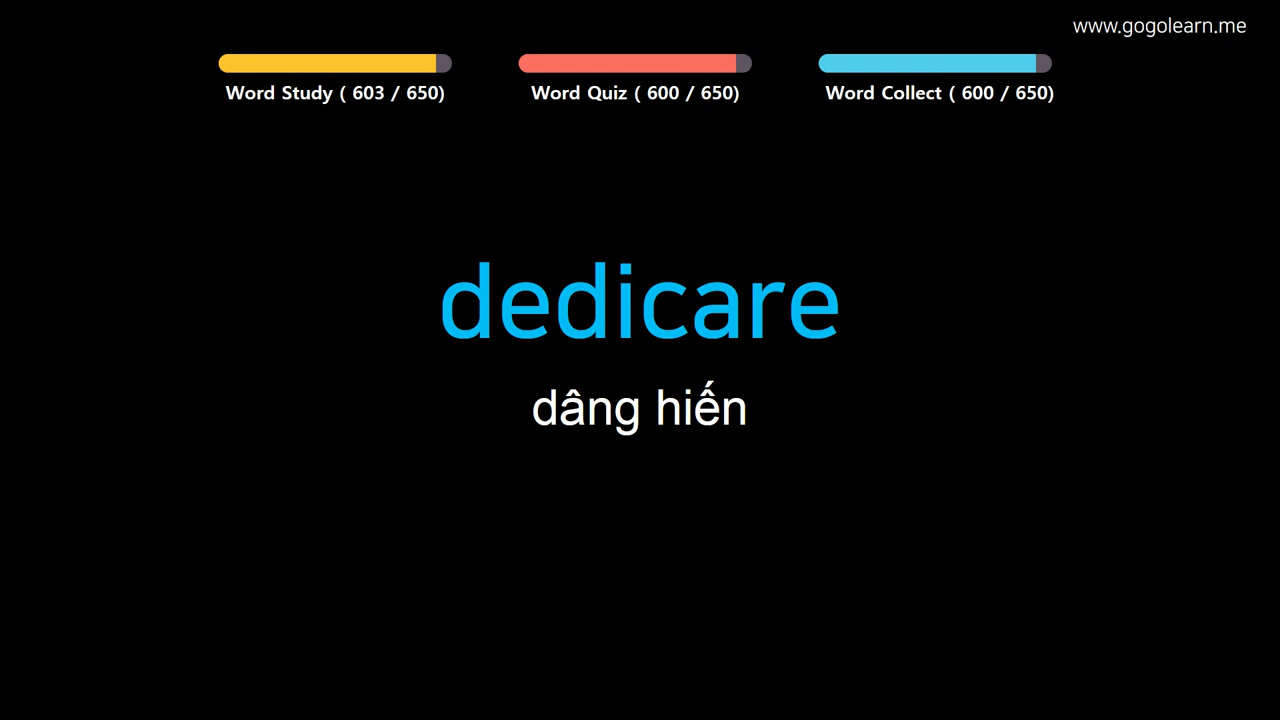 www.gogolearn.me
Word Study ( 603 / 650)
Word Quiz ( 600 / 650)
Word Collect ( 600 / 650)
dedicare
dâng hiến